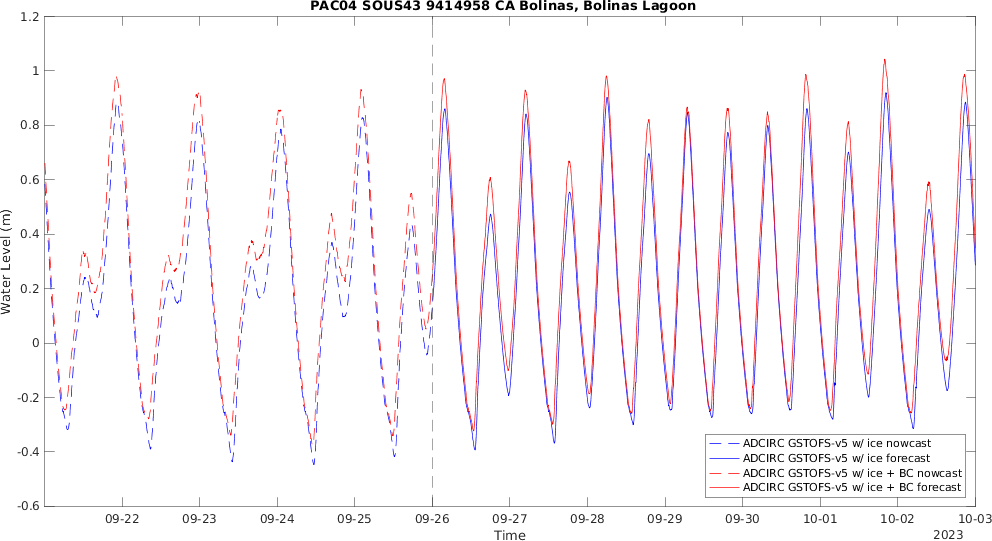 PAC04 SOUS43 9414958 CA Bolinas, Bolinas Lagoon
1.2
1
0.8
0.6
0.4
0.2
0
-0.2
-0.4
-0.6
Water Level (m)
ADCIRC GSTOFS-v5 w/ ice nowcast
ADCIRC GSTOFS-v5 w/ ice forecast
ADCIRC GSTOFS-v5 w/ ice + BC nowcast
ADCIRC GSTOFS-v5 w/ ice + BC forecast
09-22 09-23 09-24 09-25 09-26 09-27 09-28 09-29 09-30 10-01 10-02 10-03
Time
2023